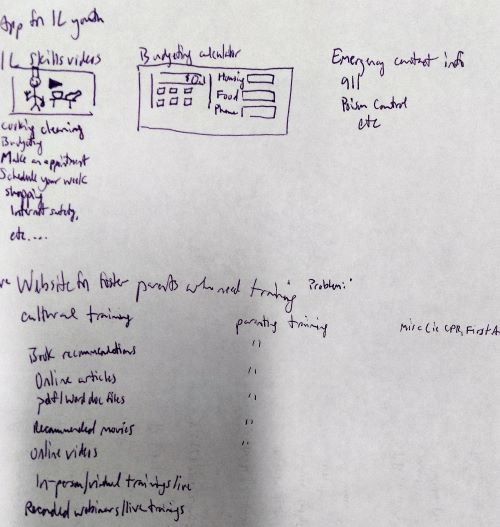 App for IL youth
IL Skills videos
cooking cleaning
Budgeting
Make an appointment
Schedule your week
shopping
Internet safety,
etc....
Budgeting calculator
$0
Housing
Food
Phone
Emergency contact info
911
Poison Control
etc
Website for foster parents who need training
Problem:
cultural training
parenting training
misc (ie CPR, First A
Book recommendations "
Online articles "
pdf/Word doc files "
Recommended movies "
Online videos
In-person/virtual trainings/live
Recorded webinars/live trainings